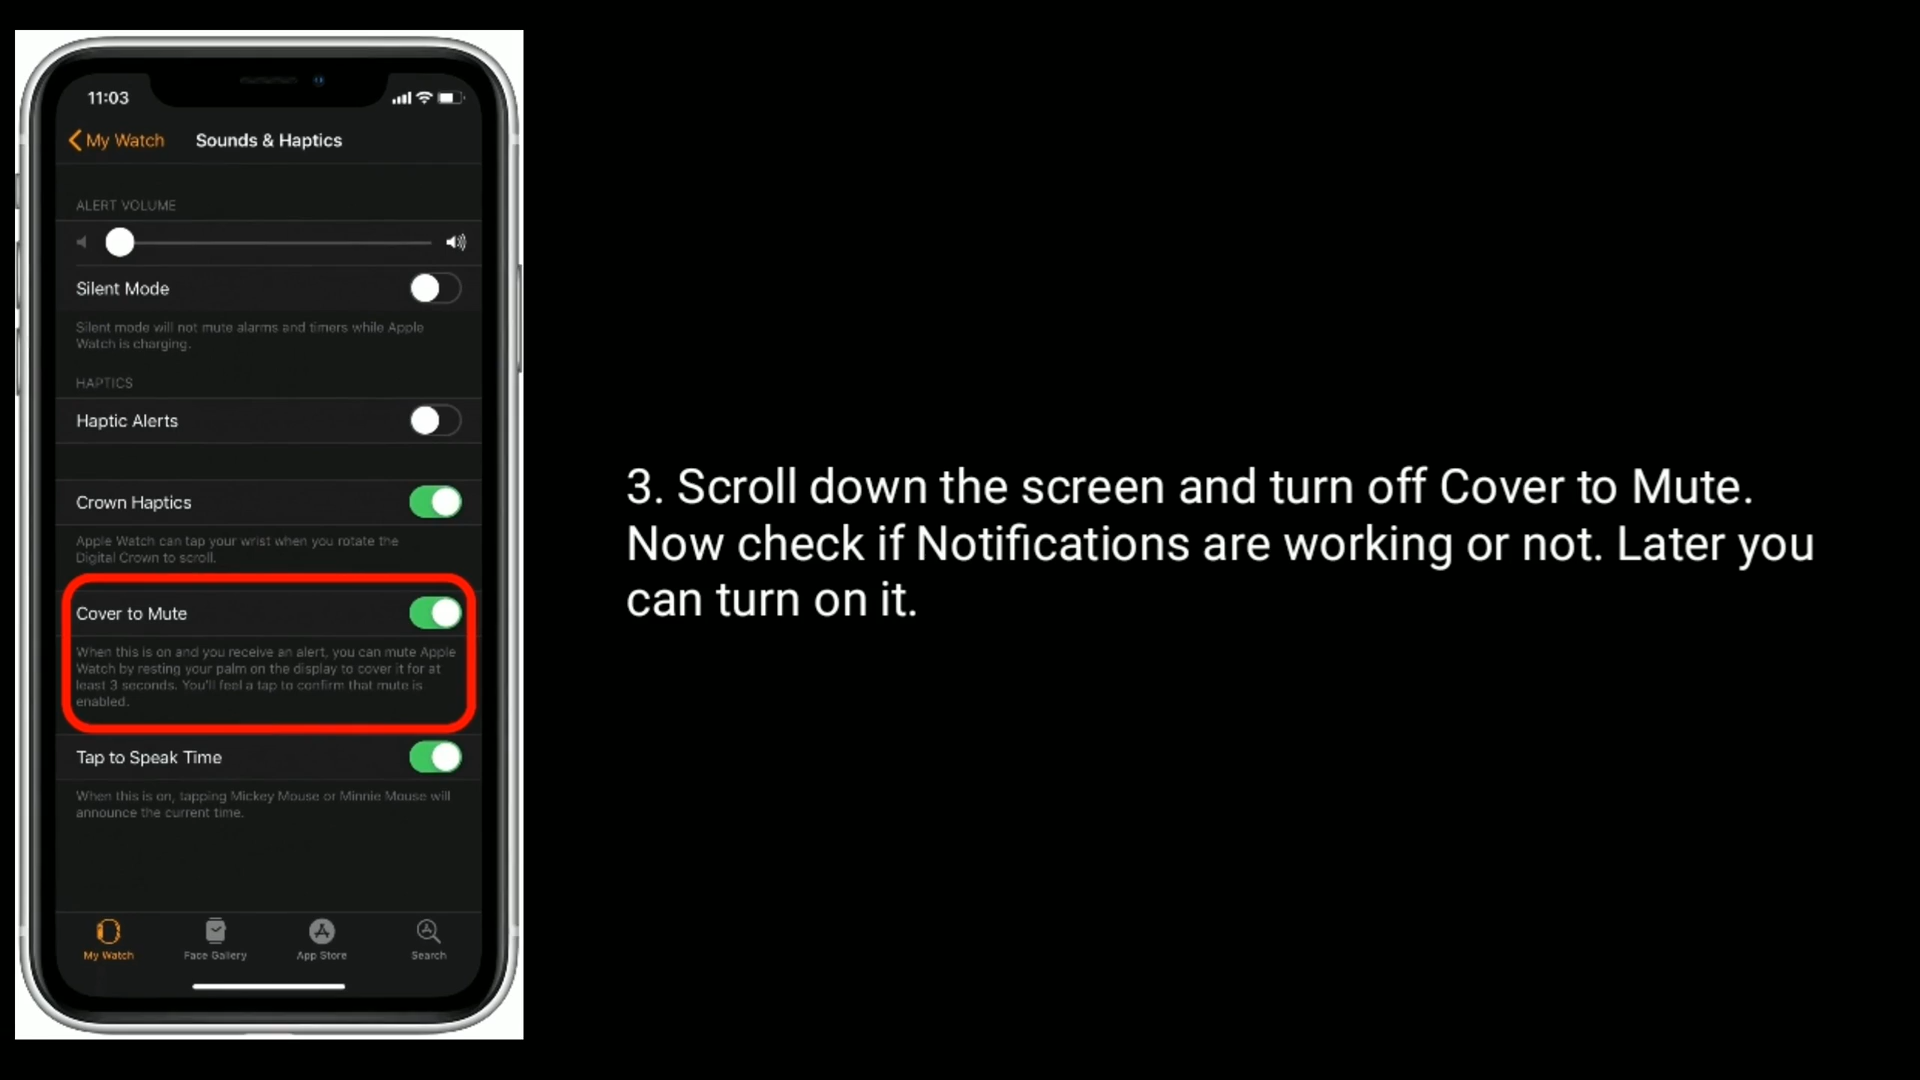 11:03
My Watch
Sounds & Haptics
ALERT VOLUME
Silent Mode
Silent mode will not mute alarms and timers while Apple
Watch is charging.
HAPTICS
Haptic Alerts
Crown Haptics
Apple Watch can tap your wrist when you rotate the
Digital Crown to scroll.
Cover to Mute
When this is on and you receive an alert, you can mute Apple
Watch by resting your palm on the display to cover it for at
least 3 seconds. You'll feel a tap to confirm that mute is
enabled.
Tap to Speak Time
When this is on, tapping Mickey Mouse or Minnie Mouse will
announce the current time.
My Watch
Face Gallery
App Store
Search
3. Scroll down the screen and turn off Cover to Mute.
Now check if Notifications are working or not. Later you
can turn on it.